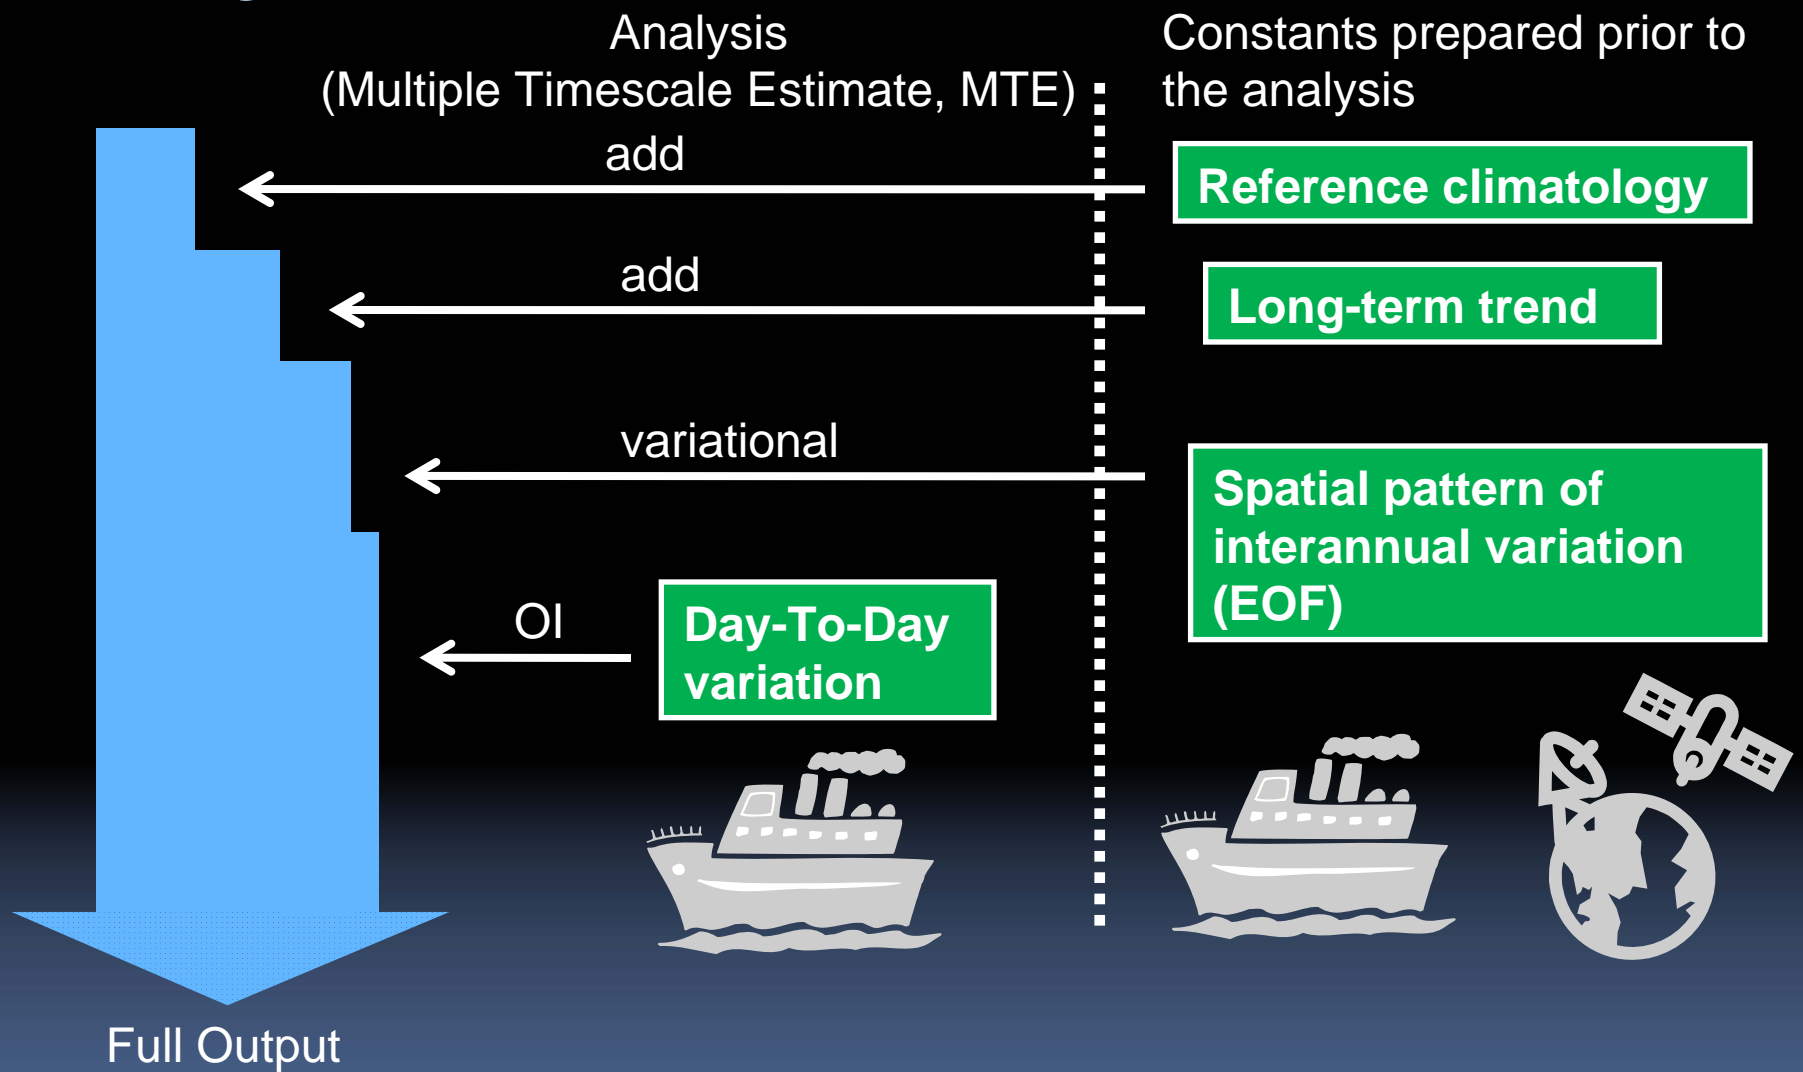 Analysis
(Multiple Timescale Estimate, MTE)
Constants prepared prior to
the analysis
add
Reference climatology
add
Long-term trend
variational
Spatial pattern of
interannual variation
(EOF)
OI
Day-To-Day
variation
Full Output